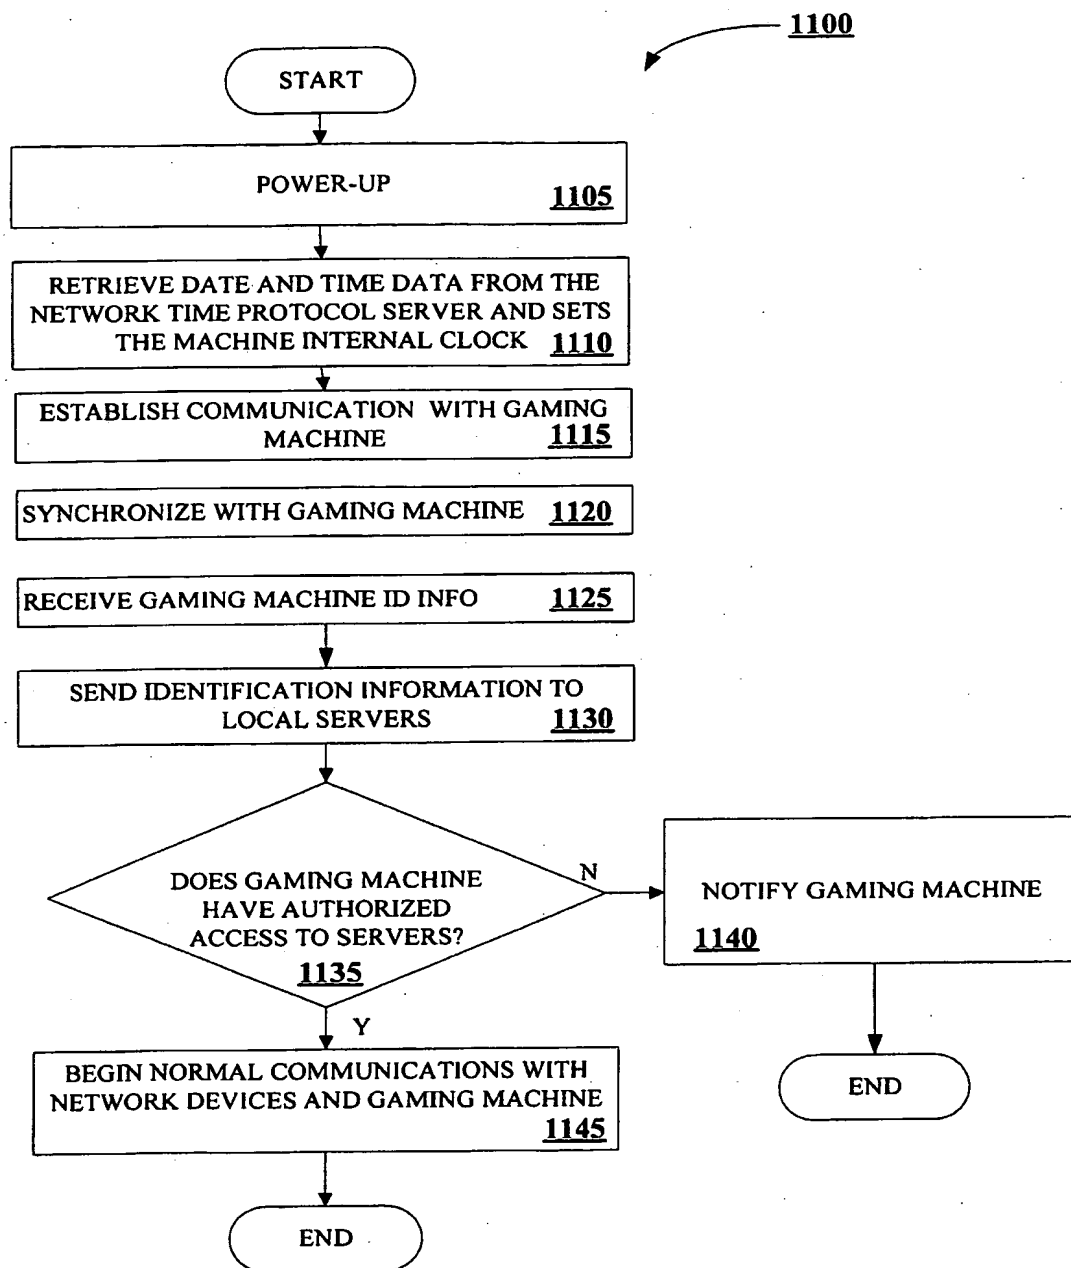 1100
START
POWER-UP
1105
RETRIEVE DATE AND TIME DATA FROM THE
NETWORK TIME PROTOCOL SERVER AND SETS
THE MACHINE INTERNAL CLOCK 1110
ESTABLISH COMMUNICATION WITH GAMING
MACHINE 1115
SYNCHRONIZE WITH GAMING MACHINE 1120
RECEIVE GAMING MACHINE ID INFO 1125
SEND IDENTIFICATION INFORMATION TO
LOCAL SERVERS 1130
DOES GAMING MACHINE
HAVE AUTHORIZED
ACCESS TO SERVERS?
1135
N
NOTIFY GAMING MACHINE
1140
END
Y
BEGIN NORMAL COMMUNICATIONS WITH
NETWORK DEVICES AND GAMING MACHINE
1145
END